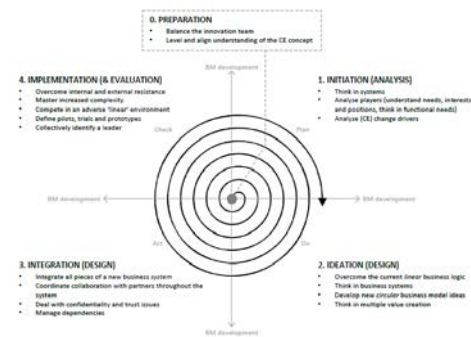 0. PREPARATION
• Balance the innovation team
• Level and align understanding of the CE concept
BM development
4. IMPLEMENTATION (& EVALUATION)
• Overcome internal and external resistance
• Master increased complexity
• Compete in an adverse 'linear' environment
• Define pilots, trials and prototypes
• Collectively identify a leader
1. INITIATION (ANALYSIS)
• Think in systems
• Analyse players (understand needs, interests
and positions, think in functional needs)
• Analyse (CE) change drivers
Check
Plan
BM development
BM development
Act
Do
3. INTEGRATION (DESIGN)
• Integrate all pieces of a new business system
• Coordinate collaboration with partners throughout the
system
• Deal with confidentiality and trust issues
• Manage dependencies
2. IDEATION (DESIGN)
• Overcome the current linear business logic
• Think in business systems
• Develop new circular business model ideas
• Think in multiple value creation
BM development